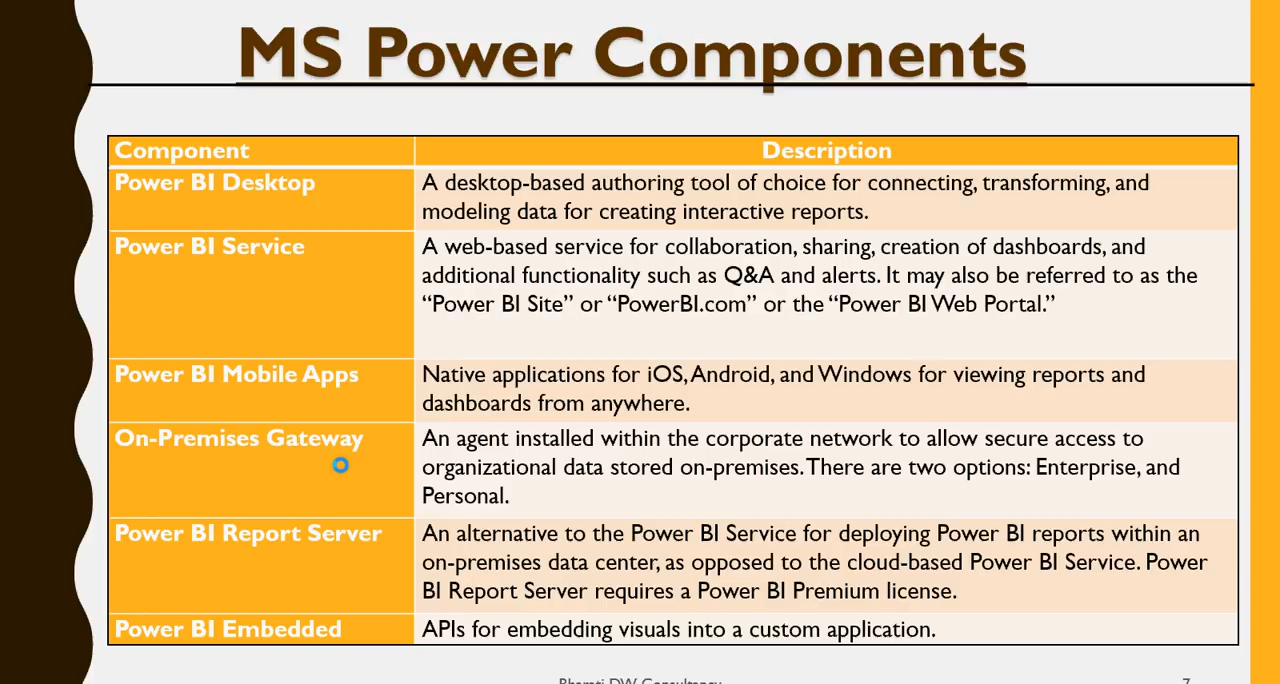 MS Power Components
Component Description
Power BI Desktop
A desktop-based authoring tool of choice for connecting, transforming, and
modeling data for creating interactive reports.
Power BI Service
A web-based service for collaboration, sharing, creation of dashboards, and
additional functionality such as Q&A and alerts. It may also be referred to as the
“Power BI Site” or “PowerBI.com” or the “Power BI Web Portal.”
Power BI Mobile Apps
Native applications for iOS, Android, and Windows for viewing reports and
dashboards from anywhere.
On-Premises Gateway
An agent installed within the corporate network to allow secure access to
organizational data stored on-premises. There are two options: Enterprise, and
Personal.
Power BI Report Server
An alternative to the Power BI Service for deploying Power BI reports within an
on-premises data center, as opposed to the cloud-based Power BI Service. Power
BI Report Server requires a Power BI Premium license.
Power BI Embedded
APIs for embedding visuals into a custom application.
Bharati DW Consultancy
7